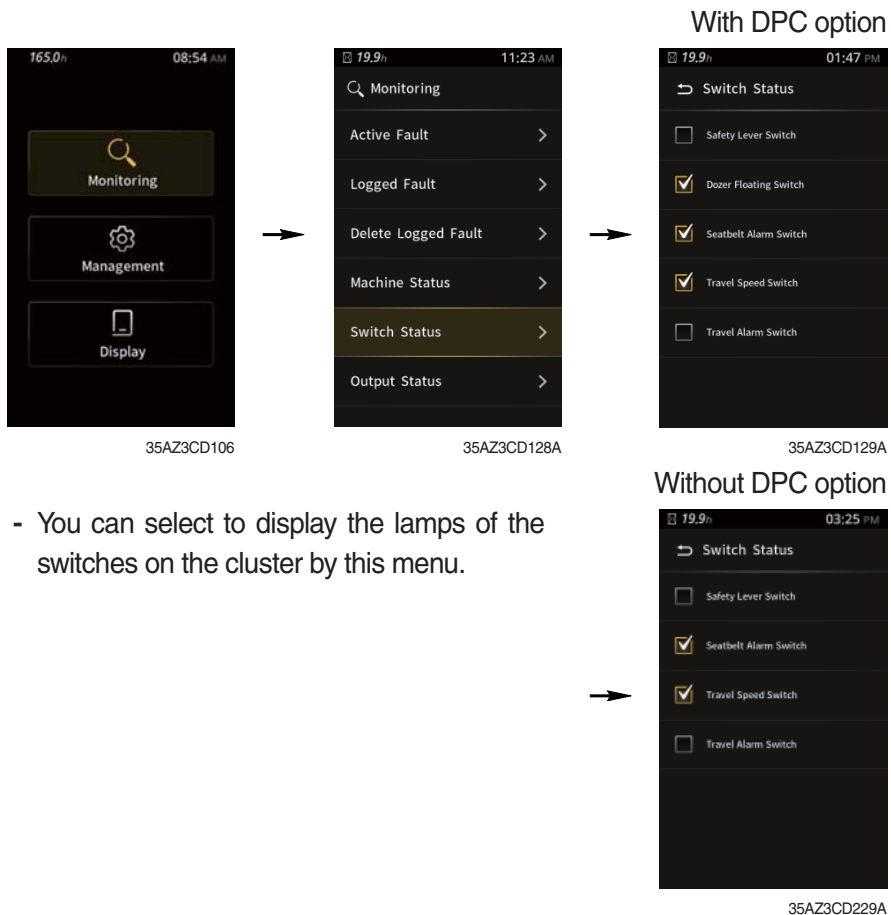 With DPC option
165.0h 08:54 AM
Monitoring
Management
Display
35AZ3CD106
19.9h 11:23 AM
Monitoring
Active Fault
Logged Fault
Delete Logged Fault
Machine Status
Switch Status
Output Status
35AZ3CD128A
19.9h 01:47 PM
Switch Status
Safety Lever Switch
Dozer Floating Switch
Seatbelt Alarm Switch
Travel Speed Switch
Travel Alarm Switch
35AZ3CD129A
- You can select to display the lamps of the
switches on the cluster by this menu.
Without DPC option
19.9h 03:25 PM
Switch Status
Safety Lever Switch
Seatbelt Alarm Switch
Travel Speed Switch
Travel Alarm Switch
35AZ3CD229A